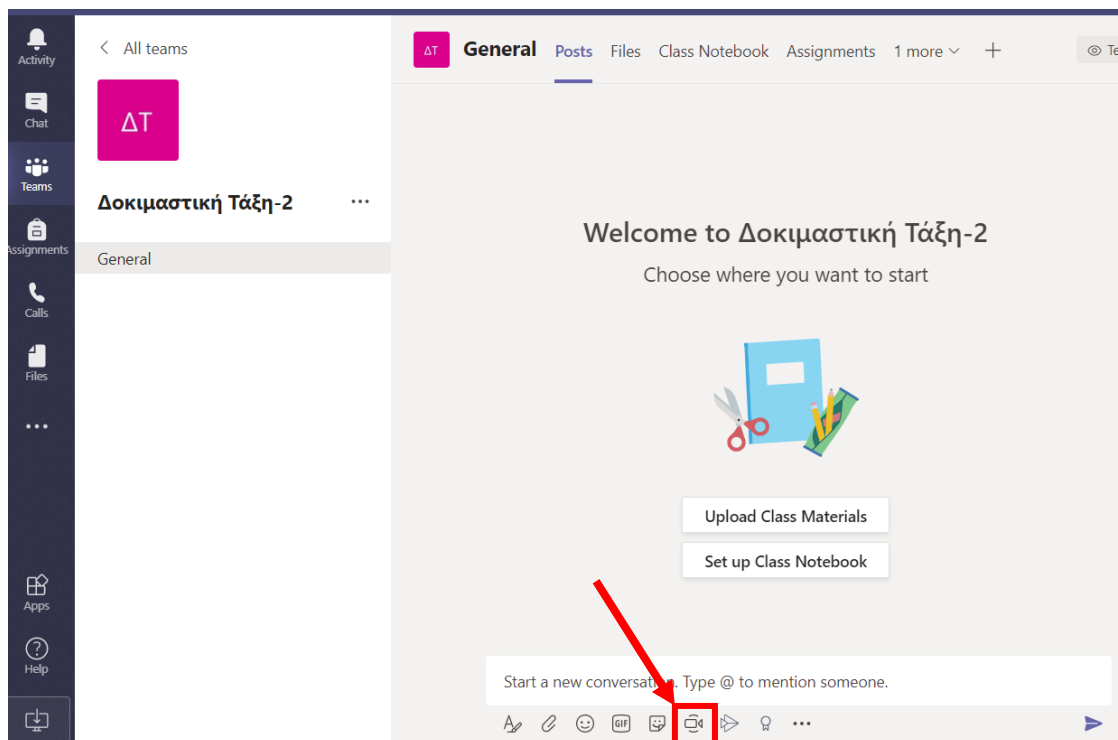 Activity
Chat
Teams
Assignments
Calls
Files
Apps
Help
All teams
ΔΤ
Δοκιμαστική Τάξη-2
General
ΔΤ
General Posts Files Class Notebook Assignments 1 more
Welcome to Δοκιμαστική Τάξη-2
Choose where you want to start
Upload Class Materials
Set up Class Notebook
Start a new conversation. Type @ to mention someone.
GIF